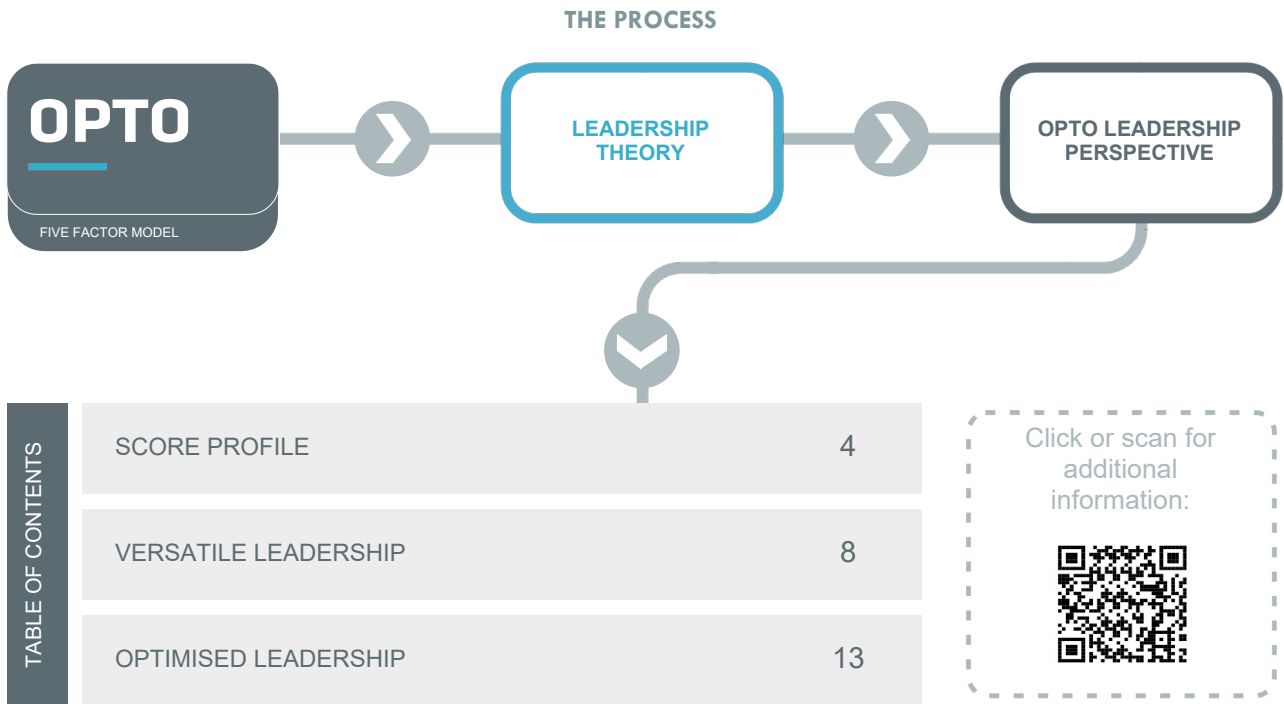 THE PROCESS
OPTO
FIVE FACTOR MODEL
LEADERSHIP
THEORY
OPTO LEADERSHIP
PERSPECTIVE
TABLE OF CONTENTS
SCORE PROFILE 4
VERSATILE LEADERSHIP 8
OPTIMISED LEADERSHIP 13
Click or scan for
additional
information: